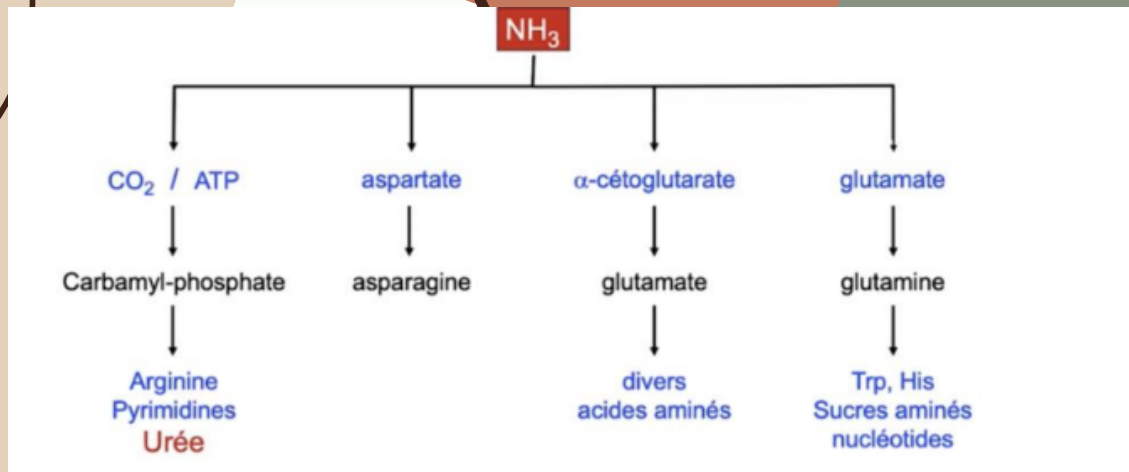 NH₃
CO₂ / ATP
aspartate
α-cétoglutarate
glutamate
Carbamyl-phosphate
asparagine
glutamate
glutamine
Arginine
Pyrimidines
Urée
divers
acides aminés
Trp, His
Sucres aminés
nucléotides